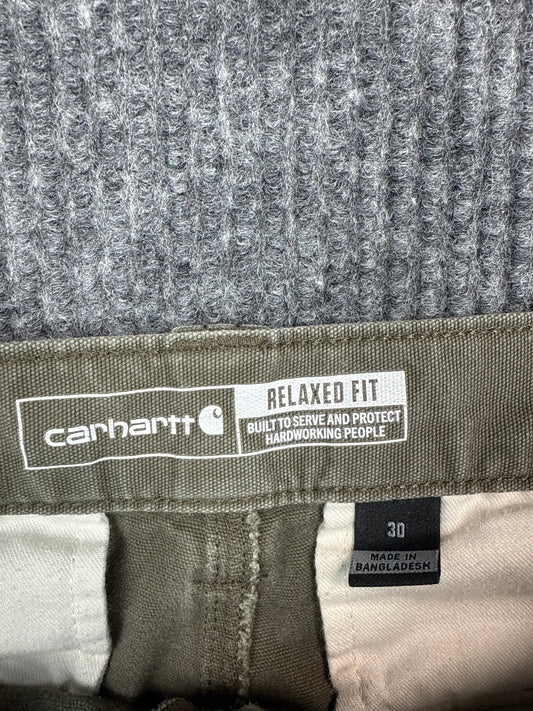 carhartt
RELAXED FIT
BUILT TO SERVE AND PROTECT
HARDWORKING PEOPLE
30
MADE IN
BANGLADESH